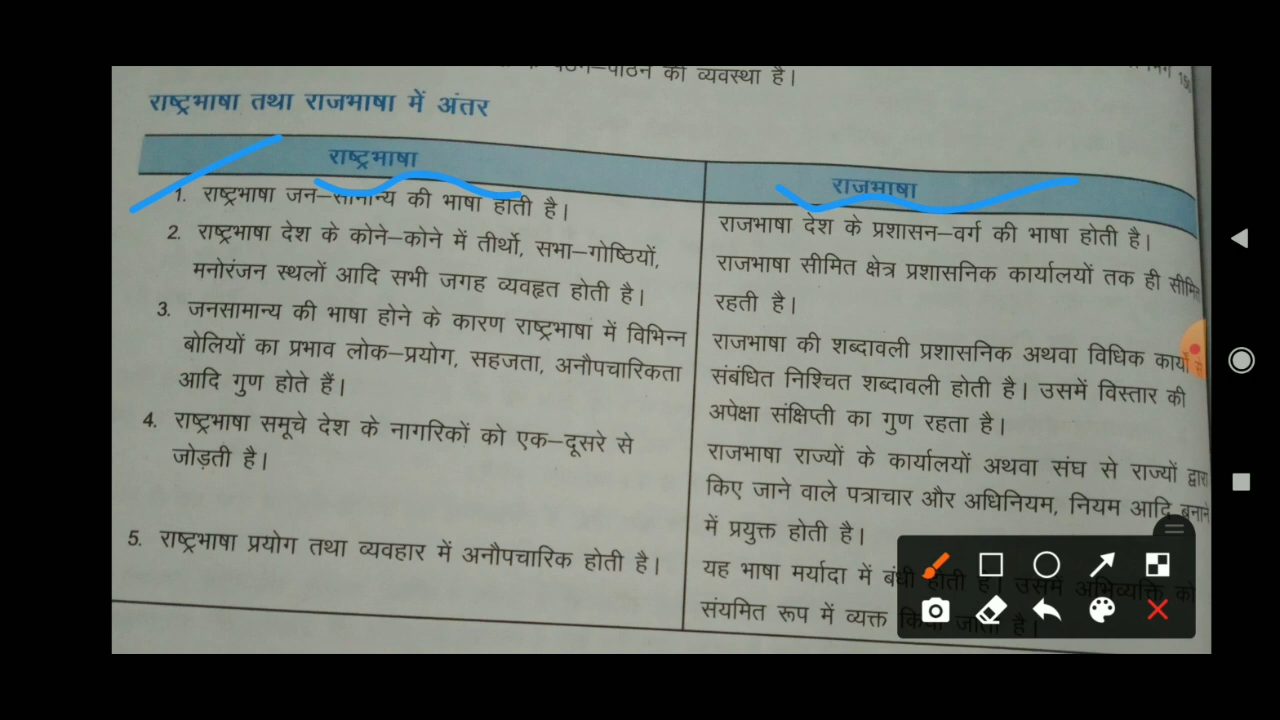 पठन–पाठन की व्यवस्था है।
राष्ट्रभाषा तथा राजभाषा में अंतर
राष्ट्रभाषा
1. राष्ट्रभाषा जन–सामान्य की भाषा होती है।
2. राष्ट्रभाषा देश के कोने–कोने में तीर्थो, सभा–गोष्ठियों,
मनोरंजन स्थलों आदि सभी जगह व्यवहृत होती है।
3. जनसामान्य की भाषा होने के कारण राष्ट्रभाषा में विभिन्न
बोलियों का प्रभाव लोक–प्रयोग, सहजता, अनौपचारिकता
आदि गुण होते हैं।
4. राष्ट्रभाषा समूचे देश के नागरिकों को एक–दूसरे से
जोड़ती है।
5. राष्ट्रभाषा प्रयोग तथा व्यवहार में अनौपचारिक होती है।
राजभाषा
राजभाषा देश के प्रशासन–वर्ग की भाषा होती है।
राजभाषा सीमित क्षेत्र प्रशासनिक कार्यालयों तक ही सीमित
रहती है।
राजभाषा की शब्दावली प्रशासनिक अथवा विधिक कार्यो से
संबंधित निश्चित शब्दावली होती है। उसमें विस्तार की
अपेक्षा संक्षिप्ती का गुण रहता है।
राजभाषा राज्यों के कार्यालयों अथवा संघ से राज्यों द्वारा
किए जाने वाले पत्राचार और अधिनियम, नियम आदि बनाने
में प्रयुक्त होती है।
यह भाषा मर्यादा में बंधी होती है। उसमें अभिव्यक्ति को
संयमित रूप में व्यक्त किया जाता है।